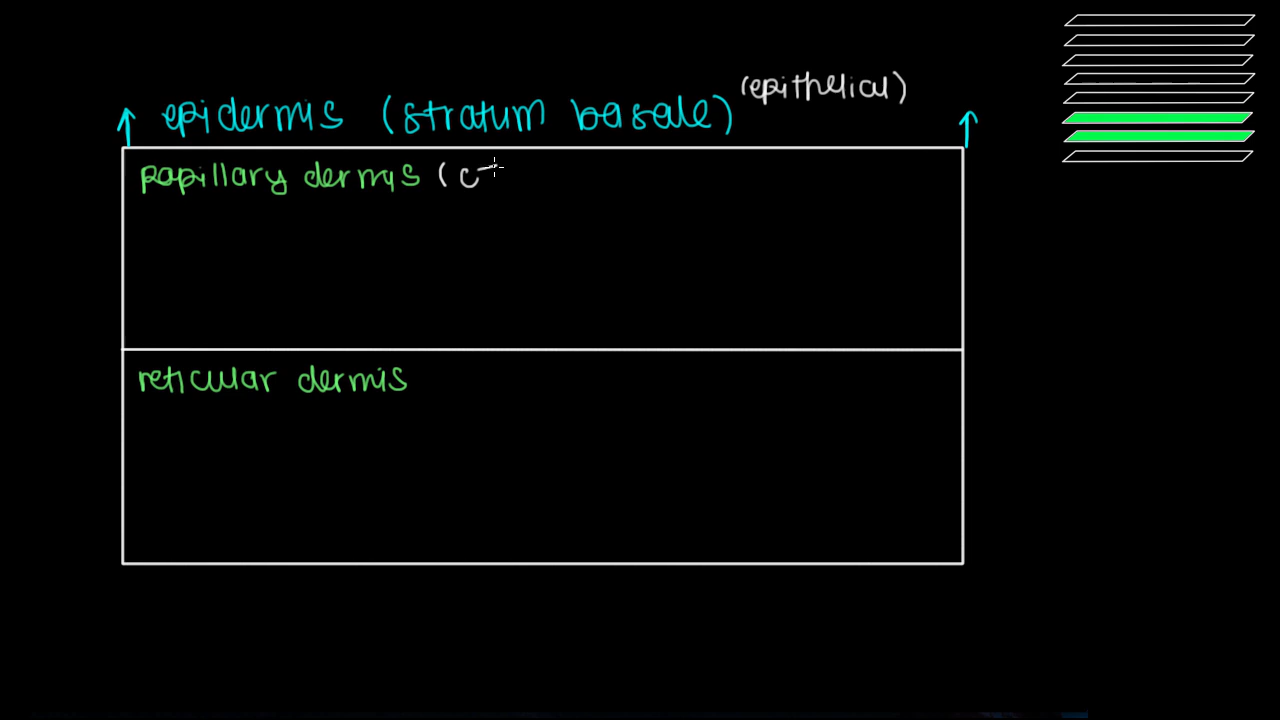 (epithelial)
epidermis (stratum basale)
papillary dermis (c
reticular dermis